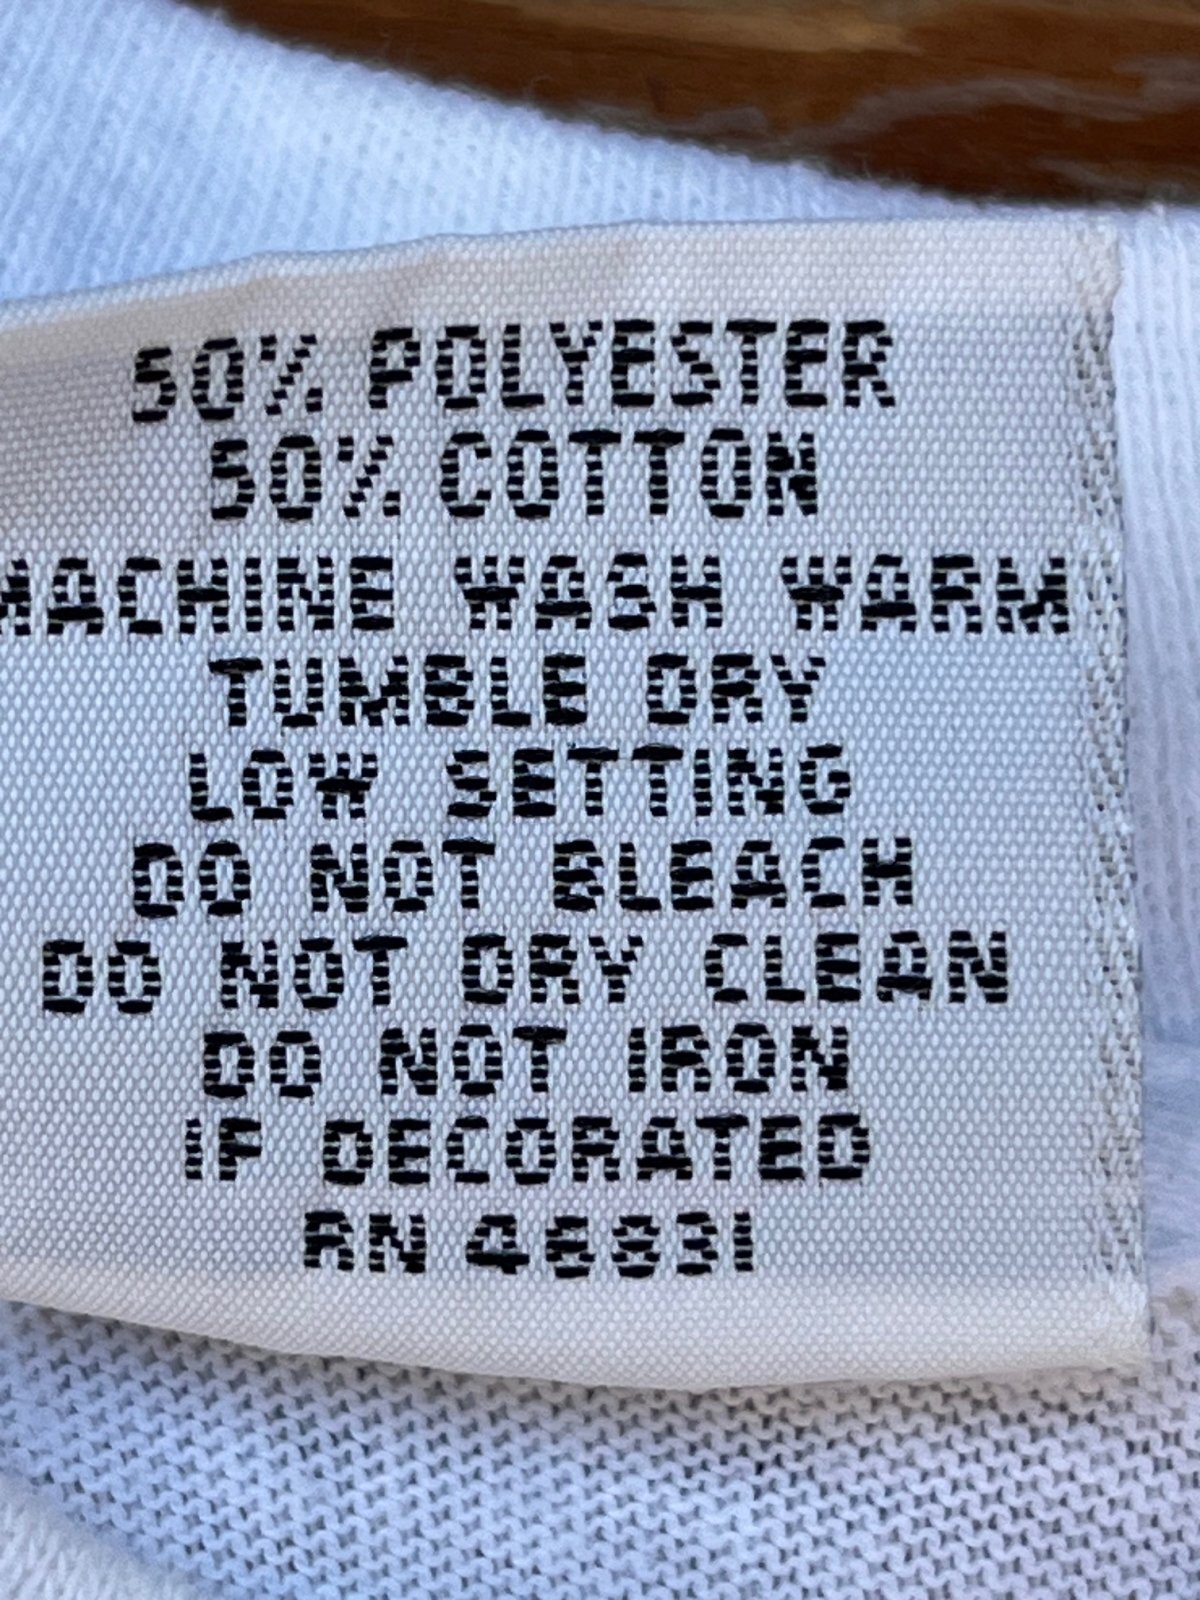 50% POLYESTER
50% COTTON
MACHINE WASH WARM
TUMBLE DRY
LOW SETTING
DO NOT BLEACH
DO NOT DRY CLEAN
DO NOT IRON
IF DECORATED
RN 46831